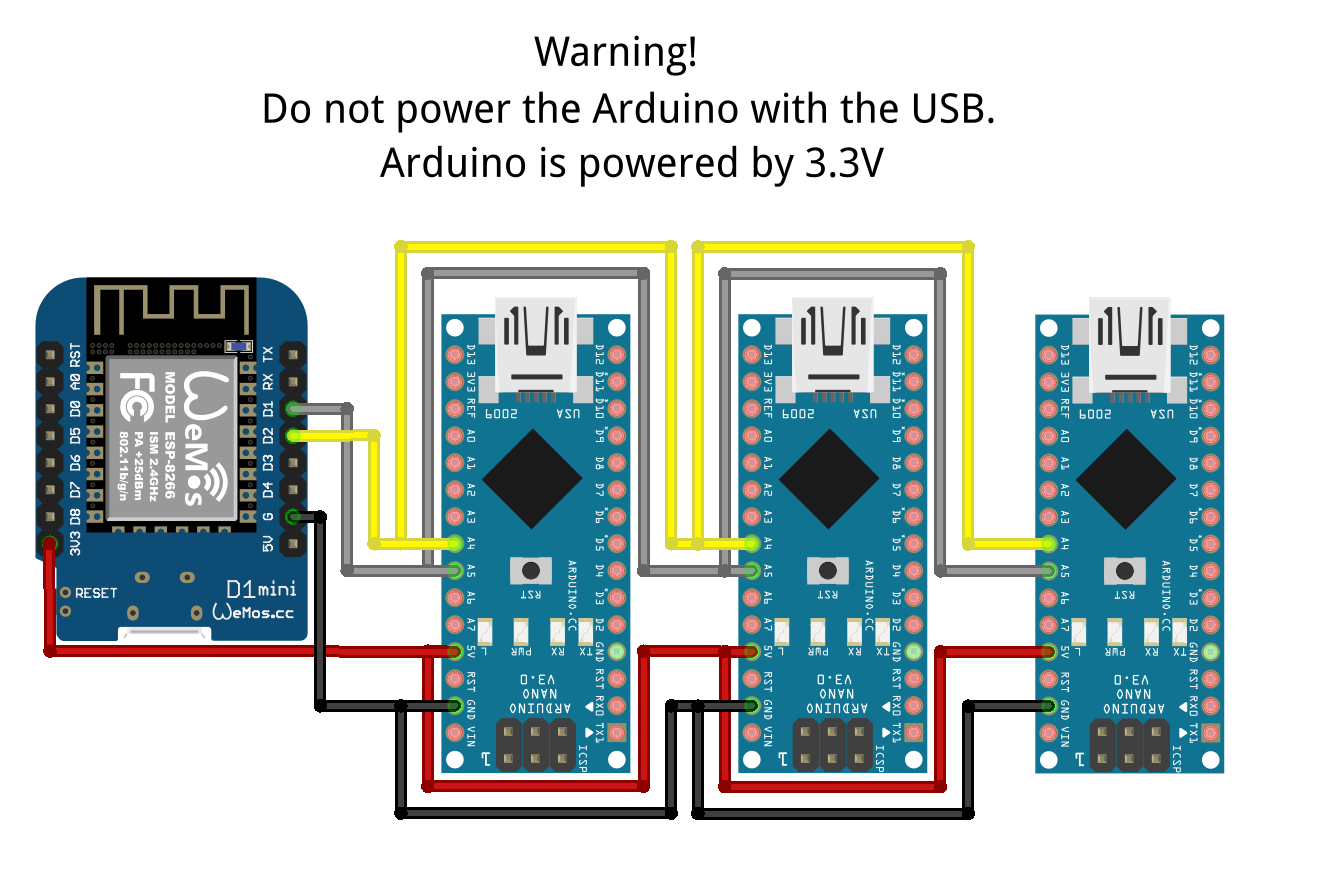 Warning!
Do not power the Arduino with the USB.
Arduino is powered by 3.3V
RST
A0
D0
D5
D6
D7
D8
3V3
TX
RX
D1
D2
D3
D4
G
5V
WeMos
MODEL ESP-8266
ISM 2.4GHz
PA +25dBm
802.11b/g/n
FC
RESET
D1mini
WeMos.cc
D13
3V3
REF
A0
A1
A2
A3
A4
A5
A6
A7
5V
RST
GND
VIN
D12
D11
D10
D9
D8
D7
D6
D5
D4
D3
D2
GND
RST
RX0
TX1
USA
2009
RST
ARDUINO.CC
TX
RX
PWR
L
ARDUINO
NANO
V3.0
ICSP
1
D13
3V3
REF
A0
A1
A2
A3
A4
A5
A6
A7
5V
RST
GND
VIN
D12
D11
D10
D9
D8
D7
D6
D5
D4
D3
D2
GND
RST
RX0
TX1
USA
2009
RST
ARDUINO.CC
TX
RX
PWR
L
ARDUINO
NANO
V3.0
ICSP
1
D13
3V3
REF
A0
A1
A2
A3
A4
A5
A6
A7
5V
RST
GND
VIN
D12
D11
D10
D9
D8
D7
D6
D5
D4
D3
D2
GND
RST
RX0
TX1
USA
2009
RST
ARDUINO.CC
TX
RX
PWR
L
ARDUINO
NANO
V3.0
ICSP
1